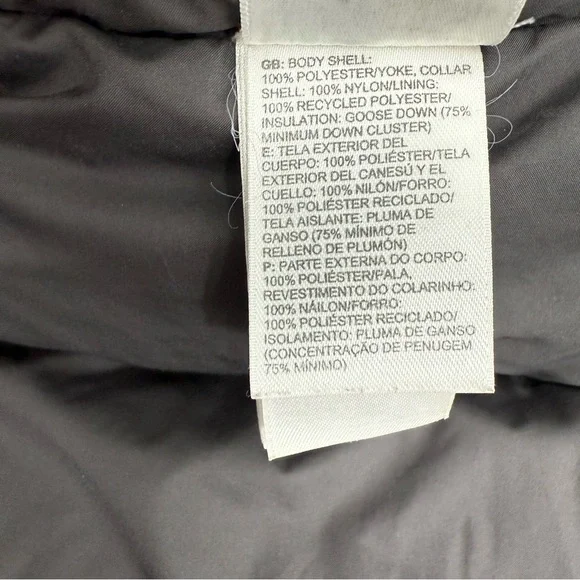 GB: BODY SHELL:
100% POLYESTER/YOKE, COLLAR
SHELL: 100% NYLON/LINING:
100% RECYCLED POLYESTER/
INSULATION: GOOSE DOWN (75%
MINIMUM DOWN CLUSTER)
E: TELA EXTERIOR DEL
CUERPO: 100% POLIÉSTER/TELA
EXTERIOR DEL CANESÚ Y EL
CUELLO: 100% NILÓN/FORRO:
100% POLIÉSTER RECICLADO/
TELA AISLANTE: PLUMA DE
GANSO (75% MÍNIMO DE
RELLENO DE PLUMÓN)
P: PARTE EXTERNA DO CORPO:
100% POLIÉSTER/PALA,
REVESTIMENTO DO COLARINHO:
100% NÁILON/FORRO:
100% POLIÉSTER RECICLADO/
ISOLAMENTO: PLUMA DE GANSO
(CONCENTRAÇÃO DE PENUGEM
75% MÍNIMO)